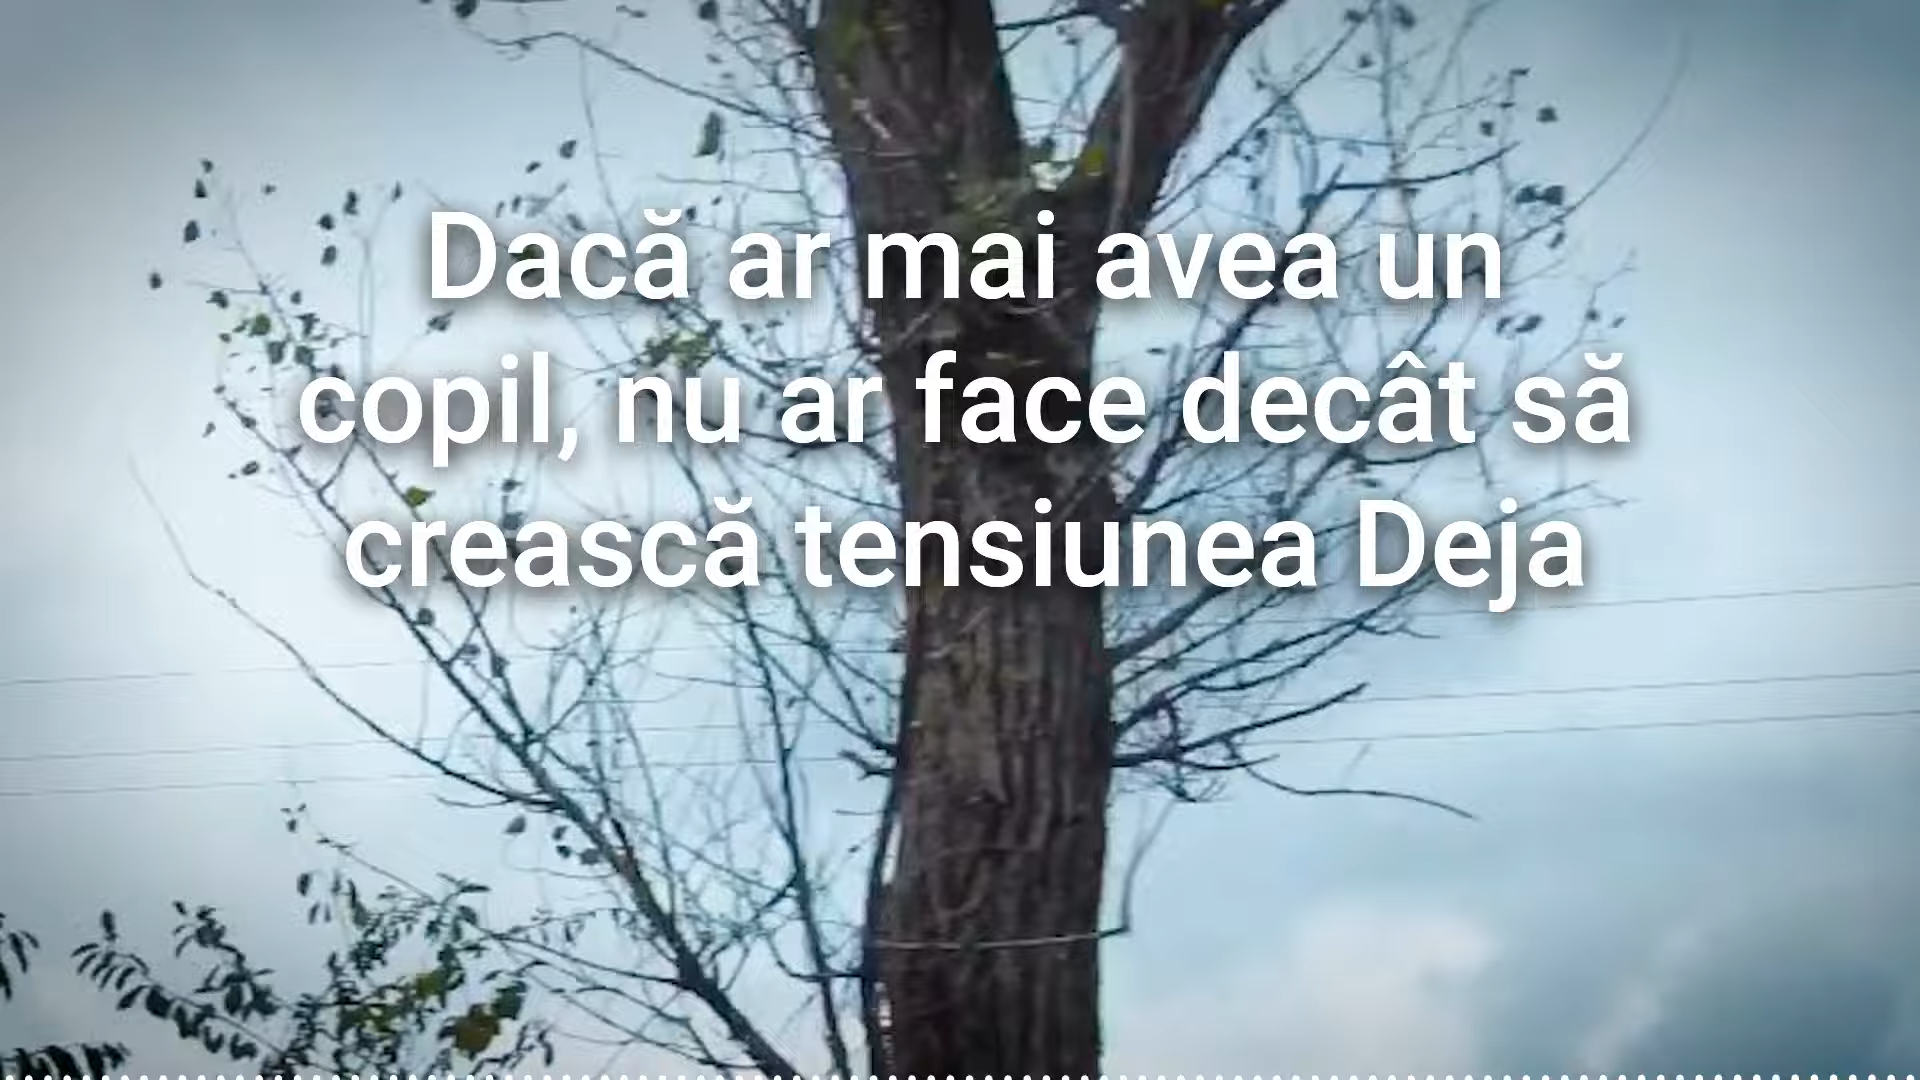 Dacă ar mai avea un
copil, nu ar face decât să
crească tensiunea Deja